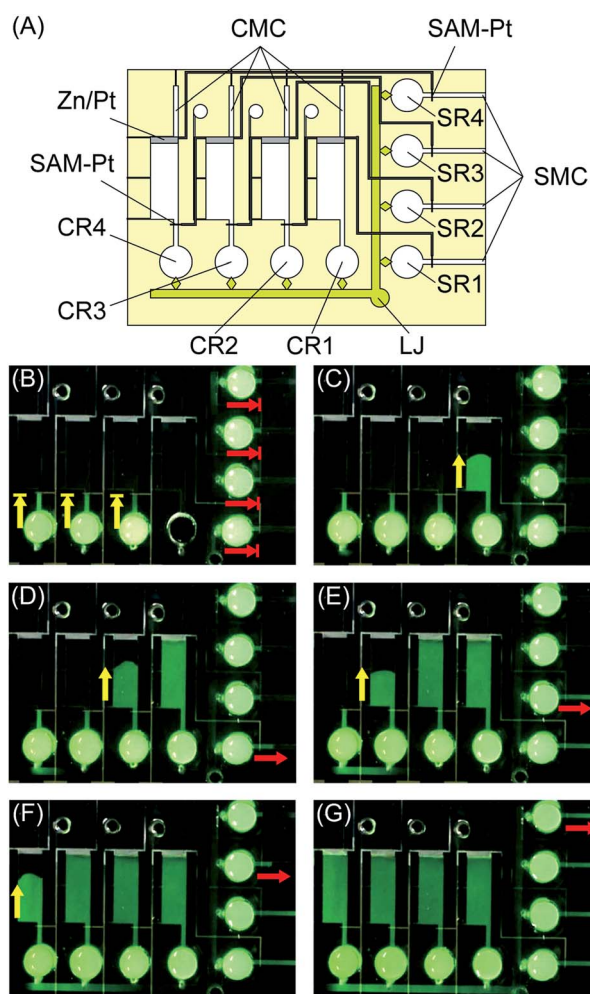 (A)
CMC
SAM-Pt
Zn/Pt
SR4
SAM-Pt
SR3
SMC
SR2
CR4
SR1
CR3
CR2
CR1
LJ
(B)
(C)
(D)
(E)
(F)
(G)